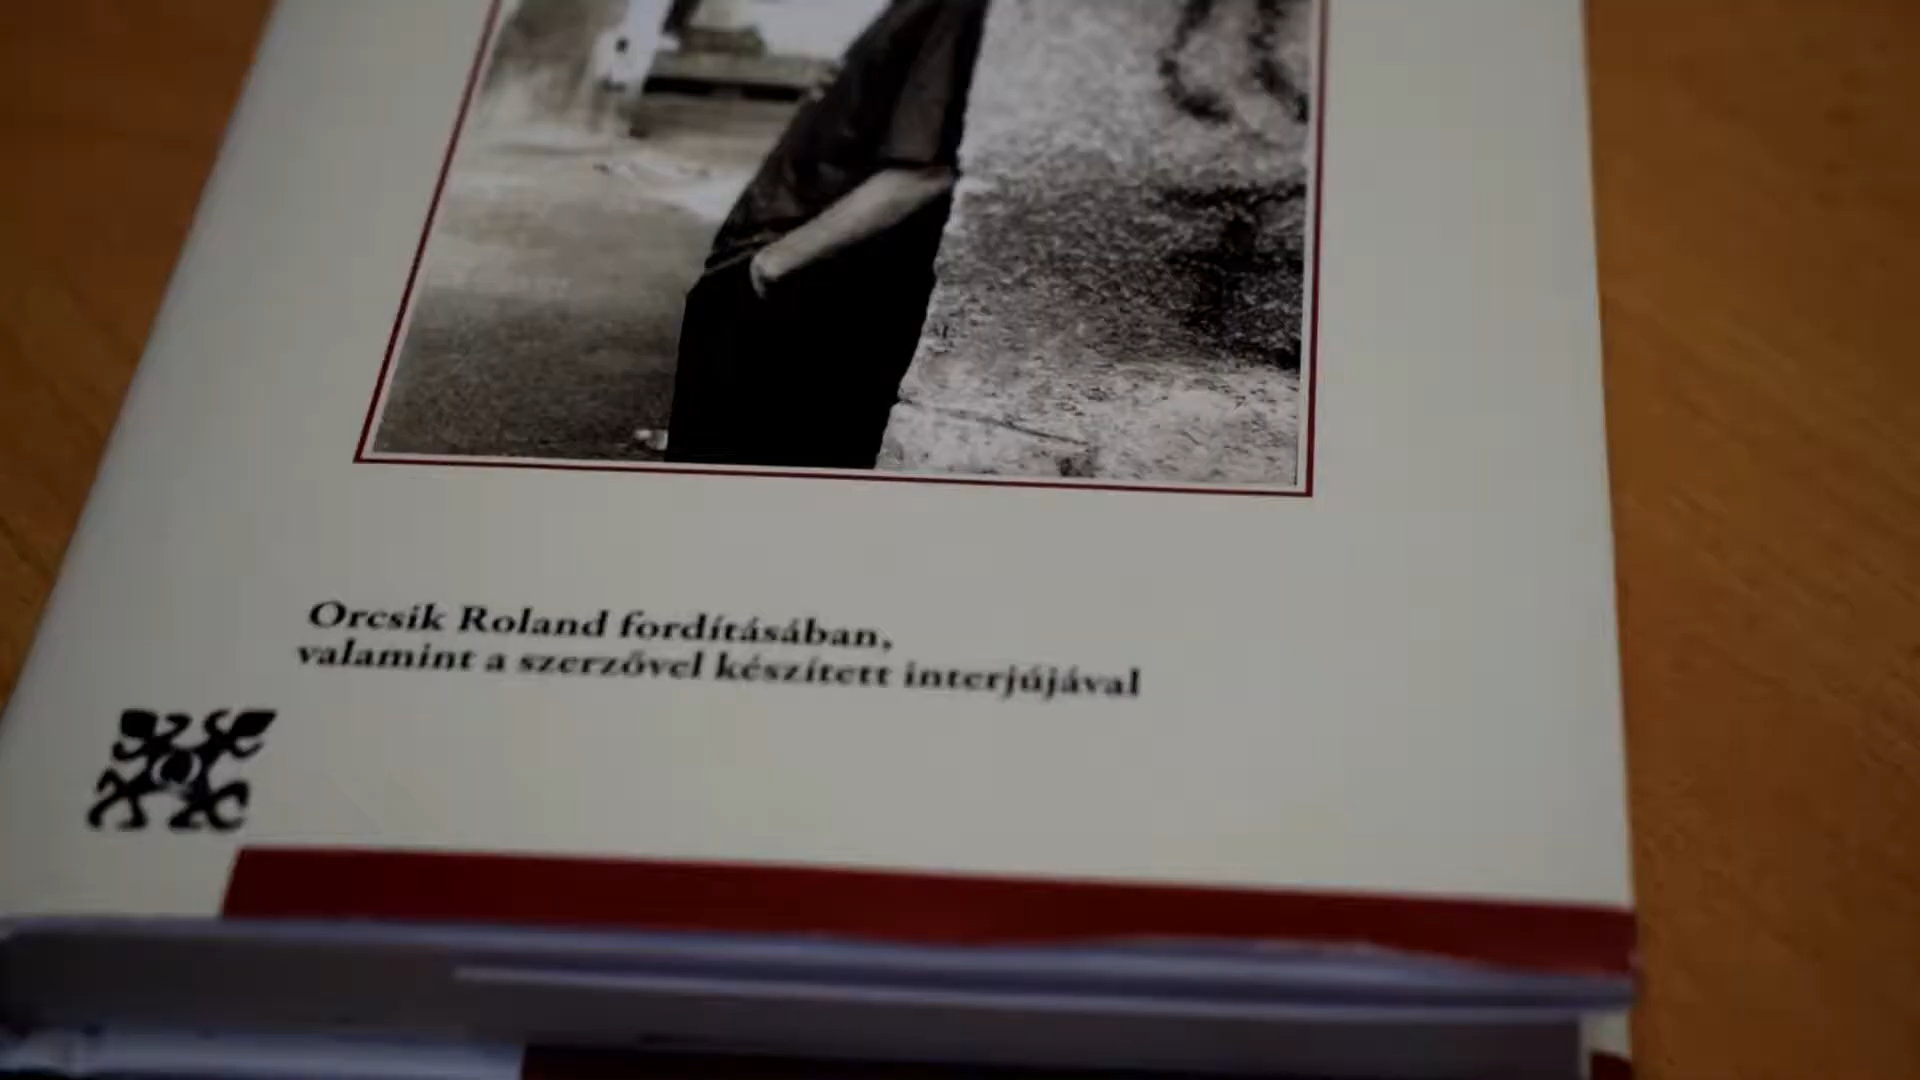 Orcsik Roland fordításában,
valamint a szerzővel készített interjújával